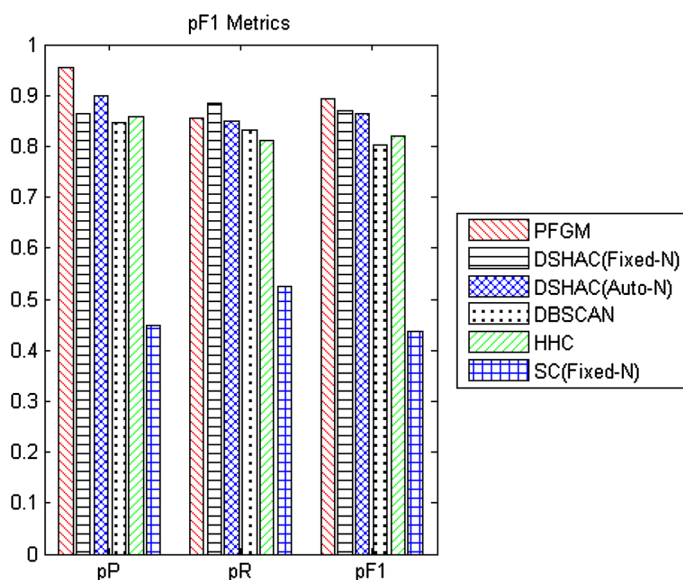 pF1 Metrics
1
0.9
0.8
0.7
0.6
0.5
0.4
0.3
0.2
0.1
0
pP pR pF1
PFGM
DSHAC(Fixed-N)
DSHAC(Auto-N)
DBSCAN
HHC
SC(Fixed-N)